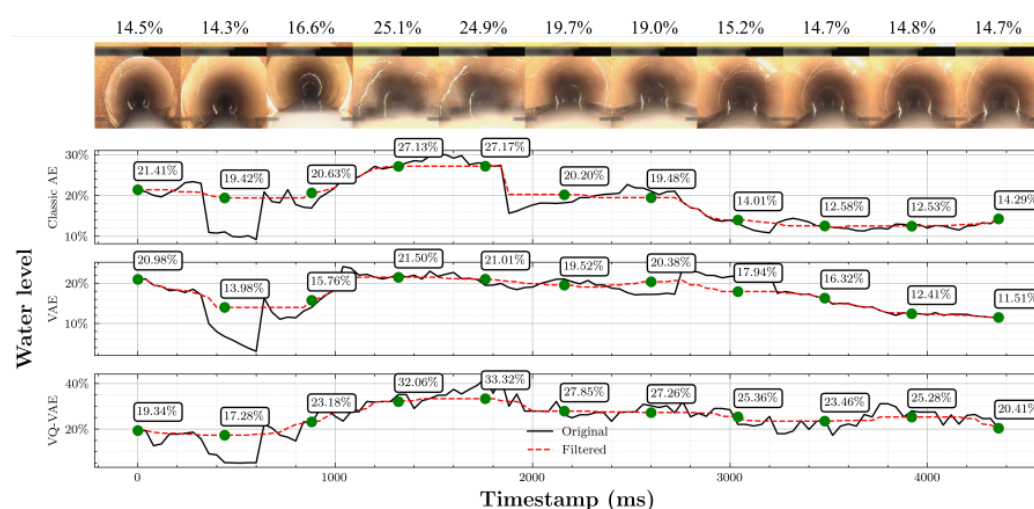 14.5% 14.3% 16.6% 25.1% 24.9% 19.7% 19.0% 15.2% 14.7% 14.8% 14.7%
Classic AE
30%
20%
10%
21.41% 19.42% 20.63% 27.13% 27.17% 20.20% 19.48% 14.01% 12.58% 12.53% 14.29%
Water level
VAE
20%
10%
20.98% 13.98% 15.76% 21.50% 21.01% 19.52% 20.38% 17.94% 16.32% 12.41% 11.51%
VQ-VAE
40%
20%
19.34% 17.28% 23.18% 32.06% 33.32% 27.85% 27.26% 25.36% 23.46% 25.28% 20.41%
Original
Filtered
0 1000 2000 3000 4000
Timestamp (ms)